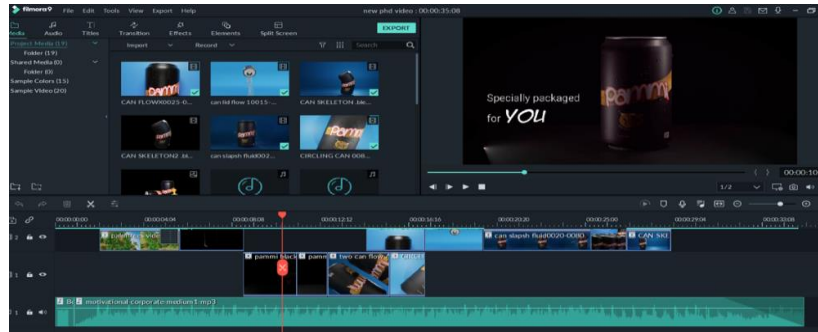 filmora9 File Edit Tools View Export Help new phd video : 00:00:35:08
Media Audio Titles Transition Effects Elements Split Screen EXPORT
Project Media (19) Import Record Search
Folder (19)
Shared Media (0)
Folder (0)
Sample Colors (15)
Sample Video (20)
CAN FLOWX0025-0... can lid flow 10015-... CAN SKELETON .ble...
CAN SKELETON2 .bl... can slapsh fluid002... CIRCLING CAN 008...
Specially packaged
for YOU
Pammi
00:00:10
1/2
00:00:00:00 00:00:04:04 00:00:08:08 00:00:12:12 00:00:16:16 00:00:20:20 00:00:25:00 00:00:29:04 00:00:33:08
can slapsh fluid0020-0080 CAN SKE
pammi black pamm two can flow
motivational corporate medium1.mp3